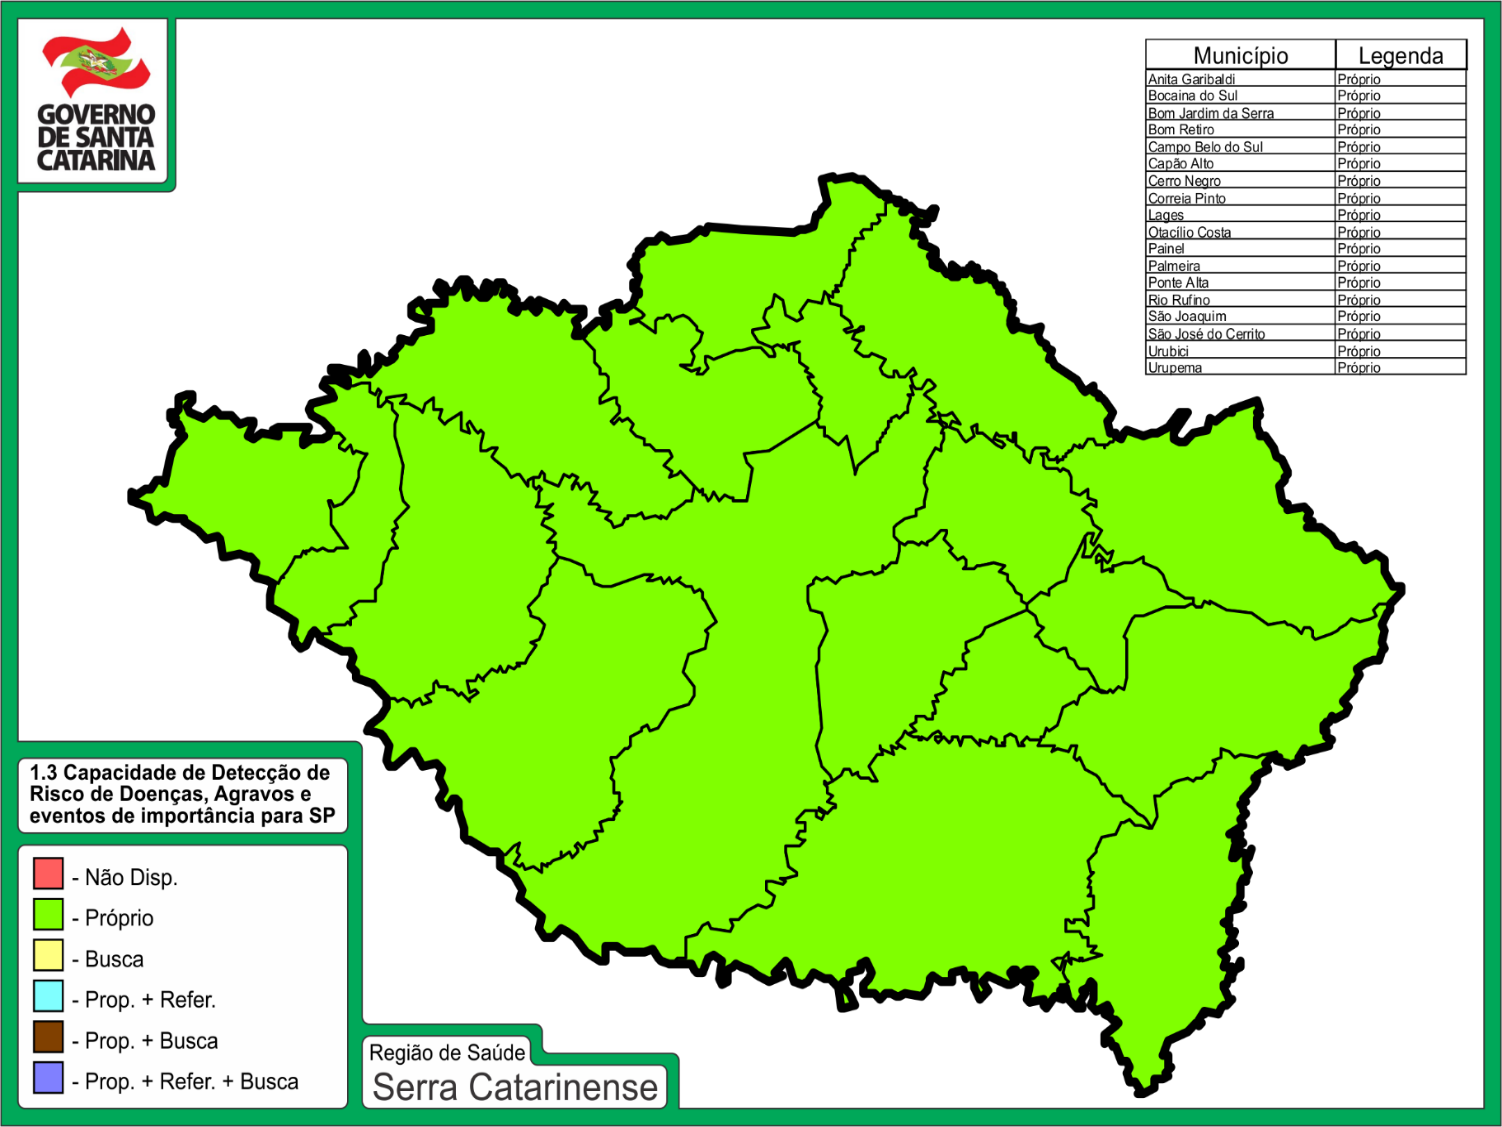 GOVERNO
DE SANTA
CATARINA
Município Legenda
Anita Garibaldi Próprio
Bocaina do Sul Próprio
Bom Jardim da Serra Próprio
Bom Retiro Próprio
Campo Belo do Sul Próprio
Capão Alto Próprio
Cerro Negro Próprio
Correia Pinto Próprio
Lages Próprio
Otacílio Costa Próprio
Painel Próprio
Palmeira Próprio
Ponte Alta Próprio
Rio Rufino Próprio
São Joaquim Próprio
São José do Cerrito Próprio
Urubici Próprio
Urupema Próprio
1.3 Capacidade de Detecção de
Risco de Doenças, Agravos e
eventos de importância para SP
- Não Disp.
- Próprio
- Busca
- Prop. + Refer.
- Prop. + Busca
- Prop. + Refer. + Busca
Região de Saúde
Serra Catarinense